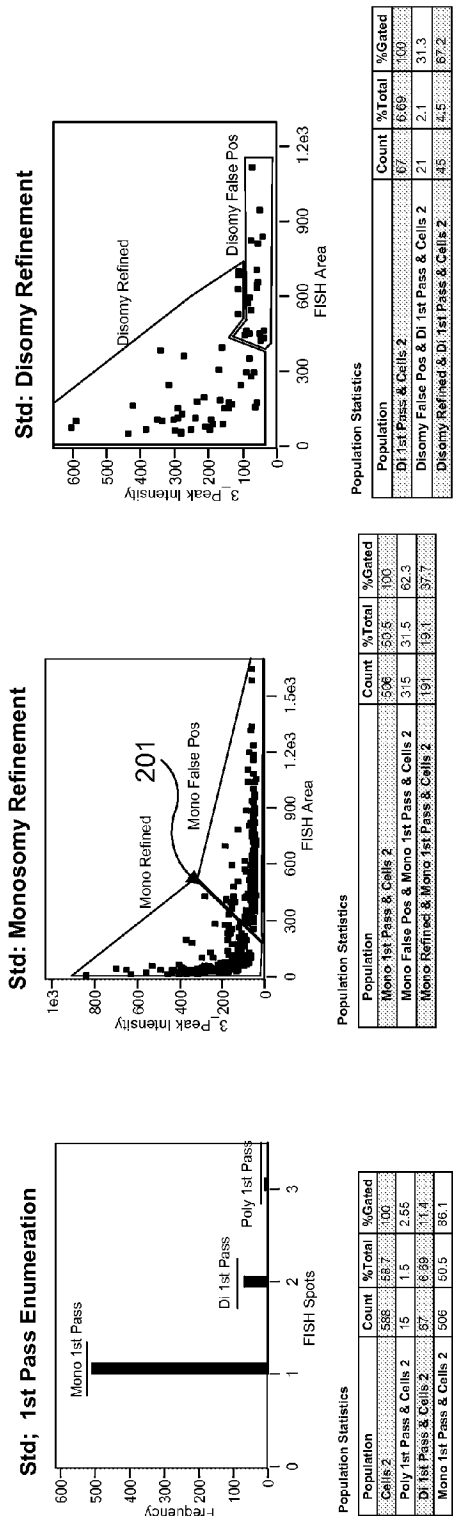 Std; 1st Pass Enumeration
600
500
400
300
200
100
0
Frequency
Mono 1st Pass
Di 1st Pass
Poly 1st Pass
0 1 2 3
FISH Spots
Population Statistics
Population Count %Total %Gated
Cells 2 588 58.7 100
Poly 1st Pass & Cells 2 15 1.5 2.55
Di 1st Pass & Cells 2 67 6.69 11.4
Mono 1st Pass & Cells 2 506 50.5 86.1
Std: Monosomy Refinement
1e3
800
600
400
200
0
3_Peak Intensity
Mono Refined
201
Mono False Pos
0 300 600 900 1.2e3 1.5e3
FISH Area
Population Statistics
Population Count %Total %Gated
Mono 1st Pass & Cells 2 506 50.5 100
Mono False Pos & Mono 1st Pass & Cells 2 315 31.5 62.3
Mono Refined & Mono 1st Pass & Cells 2 191 19.1 37.7
Std: Disomy Refinement
600
500
400
300
200
100
0
3_Peak Intensity
Disomy Refined
Disomy False Pos
0 300 600 900 1.2e3
FISH Area
Population Statistics
Population Count %Total %Gated
Di 1st Pass & Cells 2 67 6.69 100
Disomy False Pos & Di 1st Pass & Cells 2 21 2.1 31.3
Disomy Refined & Di 1st Pass & Cells 2 45 4.5 67.2